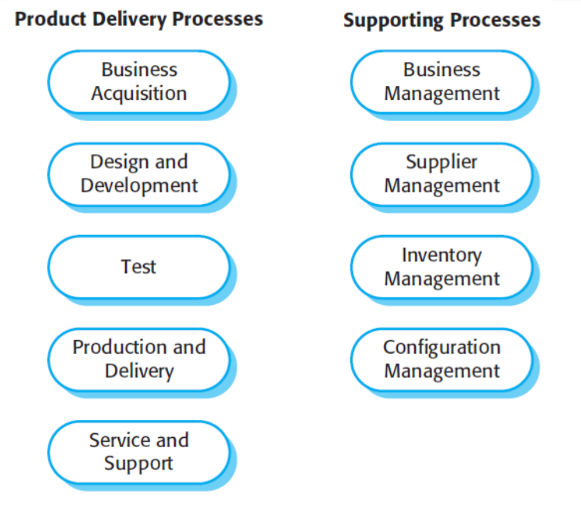 Product Delivery Processes
Business
Acquisition
Design and
Development
Test
Production and
Delivery
Service and
Support
Supporting Processes
Business
Management
Supplier
Management
Inventory
Management
Configuration
Management